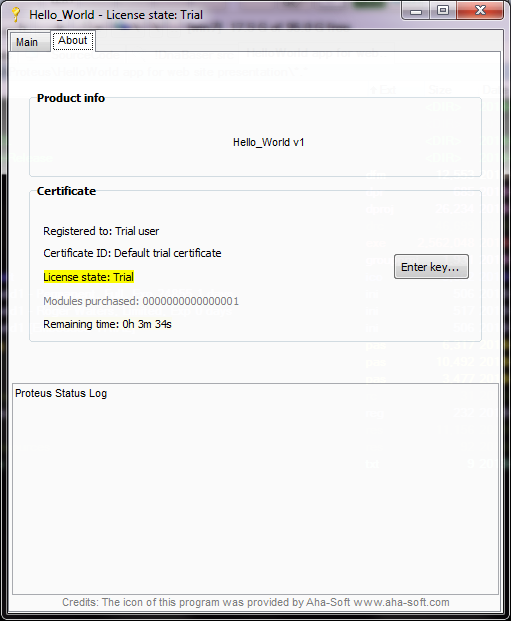 Hello_World - License state: Trial
Main
About
Product info
Hello_World v1
Certificate
Registered to: Trial user
Certificate ID: Default trial certificate
License state: Trial
Enter key...
Modules purchased: 0000000000000001
Remaining time: 0h 3m 34s
Proteus Status Log
Credits: The icon of this program was provided by Aha-Soft www.aha-soft.com